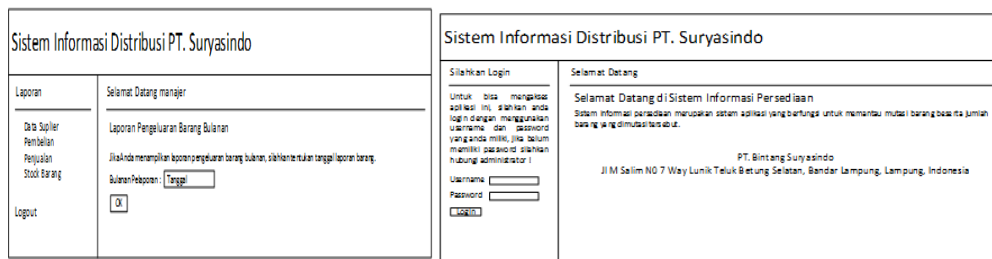 Sistem Informasi Distribusi PT. Suryasindo
Laporan
Data Suplier
Pembelian
Penjualan
Stock Barang
Logout
Selamat Datang manajer
Laporan Pengeluaran Barang Bulanan
Jika Anda menampilkan laporan pengeluaran barang bulanan, silahkan tentukan tanggal laporan barang.
Bulanan Pelaporan : Tanggal
OK
Sistem Informasi Distribusi PT. Suryasindo
Silahkan Login
Untuk bisa mengakses
aplikasi ini, silahkan anda
login dengan menggunakan
username dan password
yang anda miliki, jika belum
memiliki password silahkan
hubungi administrator !
Username
Password
Login
Selamat Datang
Selamat Datang di Sistem Informasi Persediaan
Sistem informasi persediaan merupakan sistem aplikasi yang berfungsi untuk memantau mutasi barang beserta jumlah
barang yang dimutasi tersebut.
PT. Bintang Suryasindo
Jl M Salim N0 7 Way Lunik Teluk Betung Selatan, Bandar Lampung, Lampung, Indonesia